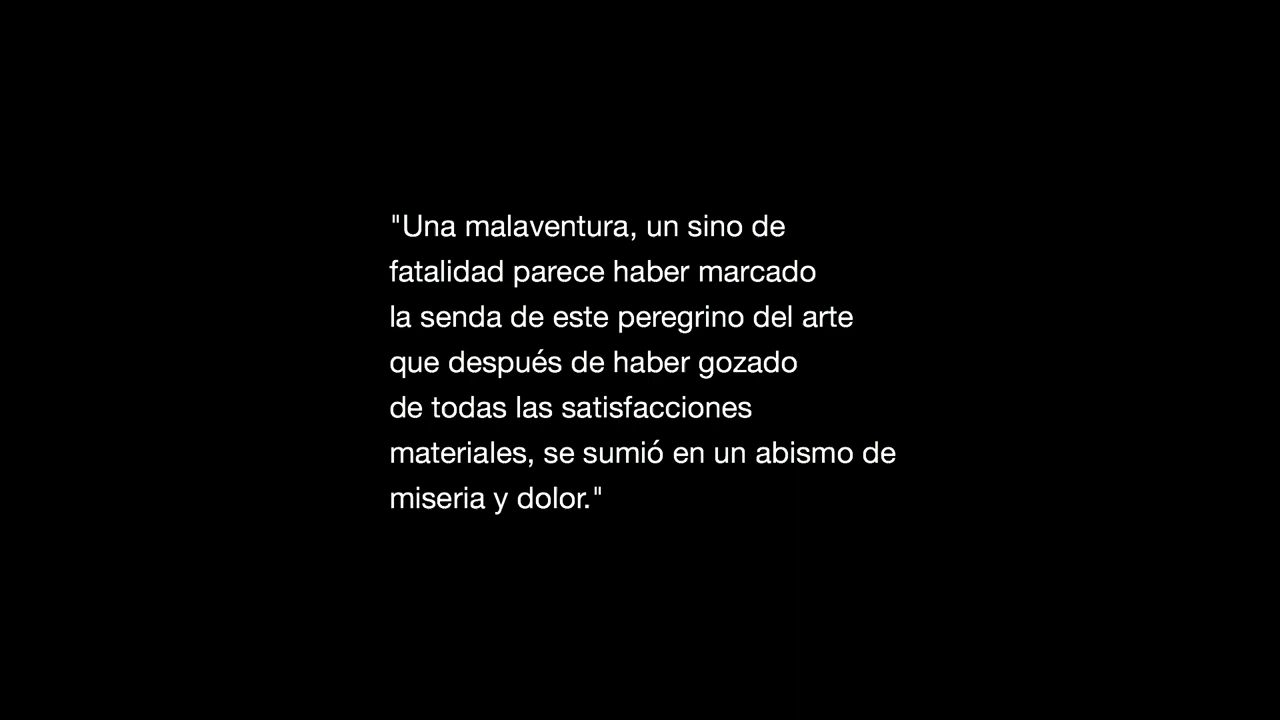 "Una malaventura, un sino de
fatalidad parece haber marcado
la senda de este peregrino del arte
que después de haber gozado
de todas las satisfacciones
materiales, se sumió en un abismo de
miseria y dolor."